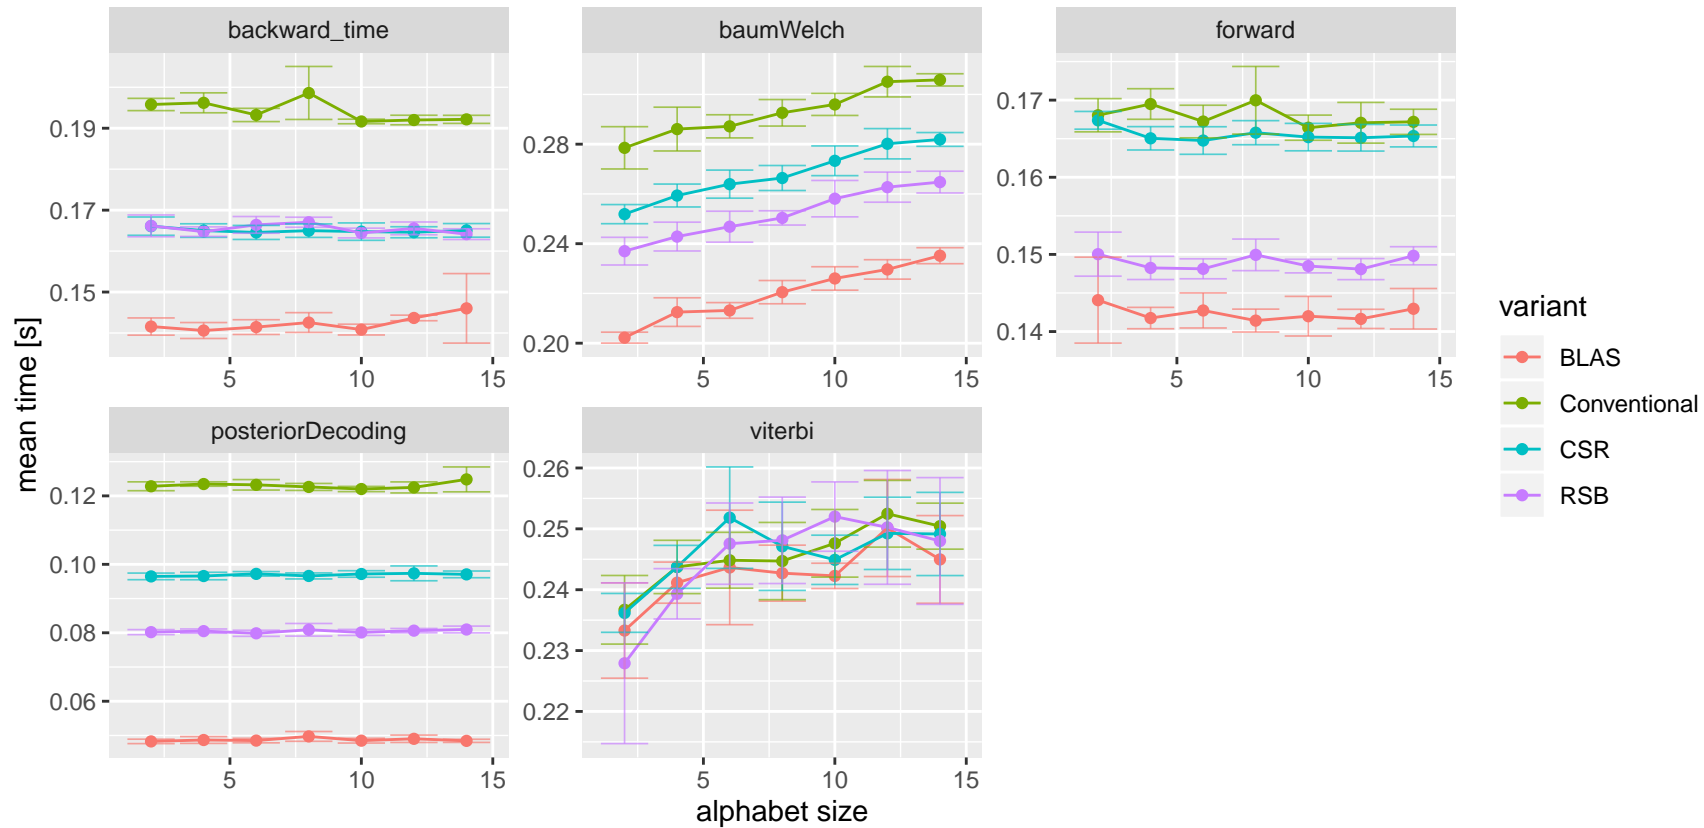 backward_time
baumWelch
forward
0.19
0.17
0.15
0.28
0.24
0.20
0.17
0.16
0.15
0.14
5 10 15
5 10 15
5 10 15
posteriorDecoding
viterbi
0.12
0.10
0.08
0.06
0.26
0.25
0.24
0.23
0.22
5 10 15
5 10 15
mean time [s]
alphabet size
variant
BLAS
Conventional
CSR
RSB